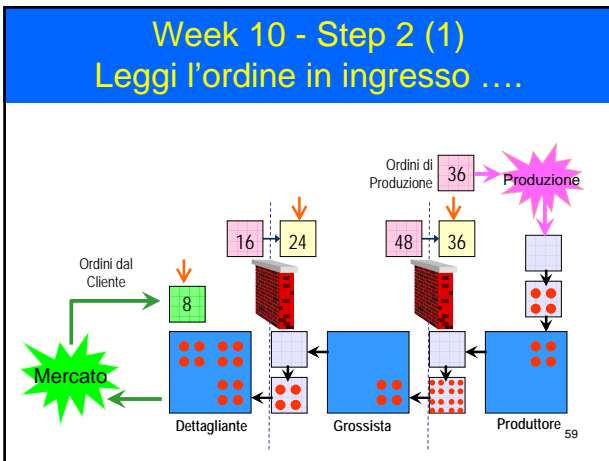 Week 10 - Step 2 (1)
Leggi l'ordine in ingresso ....
Ordini di
Produzione
36
Produzione
16
24
48
36
Ordini dal
Cliente
8
Mercato
Dettagliante
Grossista
Produttore
59